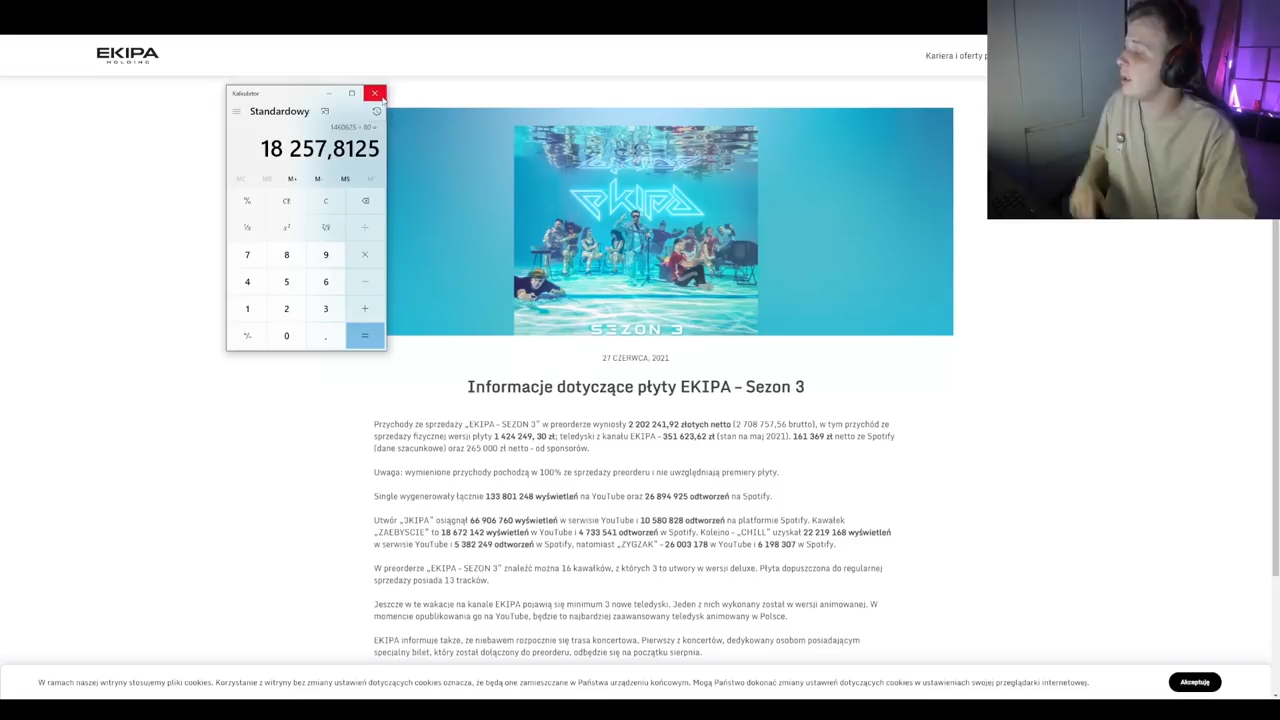 EKIPA
HOLDING
Kariera i oferty p
Kalkulator
Standardowy
1460625 ÷ 80 =
18 257,8125
MC MR M+ M- MS M˅
% CE C
¹/x x² ²√x ÷
7 8 9 ×
4 5 6 −
1 2 3 +
+/- 0 , =
ekipa
SEZON 3
27 CZERWCA, 2021
Informacje dotyczące płyty EKIPA – Sezon 3
Przychody ze sprzedaży „EKIPA – SEZON 3” w preorderze wyniosły 2 202 241,92 złotych netto (2 708 757,56 brutto), w tym przychód ze
sprzedaży fizycznej wersji płyty 1 424 249, 30 zł; teledyski z kanału EKIPA – 351 623,62 zł (stan na maj 2021). 161 369 zł netto ze Spotify
(dane szacunkowe) oraz 265 000 zł netto – od sponsorów.
Uwaga: wymienione przychody pochodzą w 100% ze sprzedaży preorderu i nie uwzględniają premiery płyty.
Single wygenerowały łącznie 133 801 248 wyświetleń na YouTube oraz 26 894 925 odtworzeń na Spotify.
Utwór „3KIPA” osiągnął 66 906 760 wyświetleń w serwisie YouTube i 10 580 828 odtworzeń na platformie Spotify. Kawałek
„ZAEBYSCIE” to 18 672 142 wyświetleń w YouTube i 4 733 541 odtworzeń w Spotify. Kolejno – „CHILL” uzyskał 22 219 168 wyświetleń
w serwisie YouTube i 5 382 249 odtworzeń w Spotify, natomiast „ZYGZAK” – 26 003 178 w YouTube i 6 198 307 w Spotify.
W preorderze „EKIPA – SEZON 3” znaleźć można 16 kawałków, z których 3 to utwory w wersji deluxe. Płyta dopuszczona do regularnej
sprzedaży posiada 13 tracków.
Jeszcze w te wakacje na kanale EKIPA pojawią się minimum 3 nowe teledyski. Jeden z nich wykonany został w wersji animowanej. W
momencie opublikowania go na YouTube, będzie to najbardziej zaawansowany teledysk animowany w Polsce.
EKIPA informuje także, że niebawem rozpocznie się trasa koncertowa. Pierwszy z koncertów, dedykowany osobom posiadającym
specjalny bilet, który został dołączony do preorderu, odbędzie się na początku sierpnia.
W ramach naszej witryny stosujemy pliki cookies. Korzystanie z witryny bez zmiany ustawień dotyczących cookies oznacza, że będą one zamieszczane w Państwa urządzeniu końcowym. Mogą Państwo dokonać zmiany ustawień dotyczących cookies w ustawieniach swojej przeglądarki internetowej.
Akceptuję